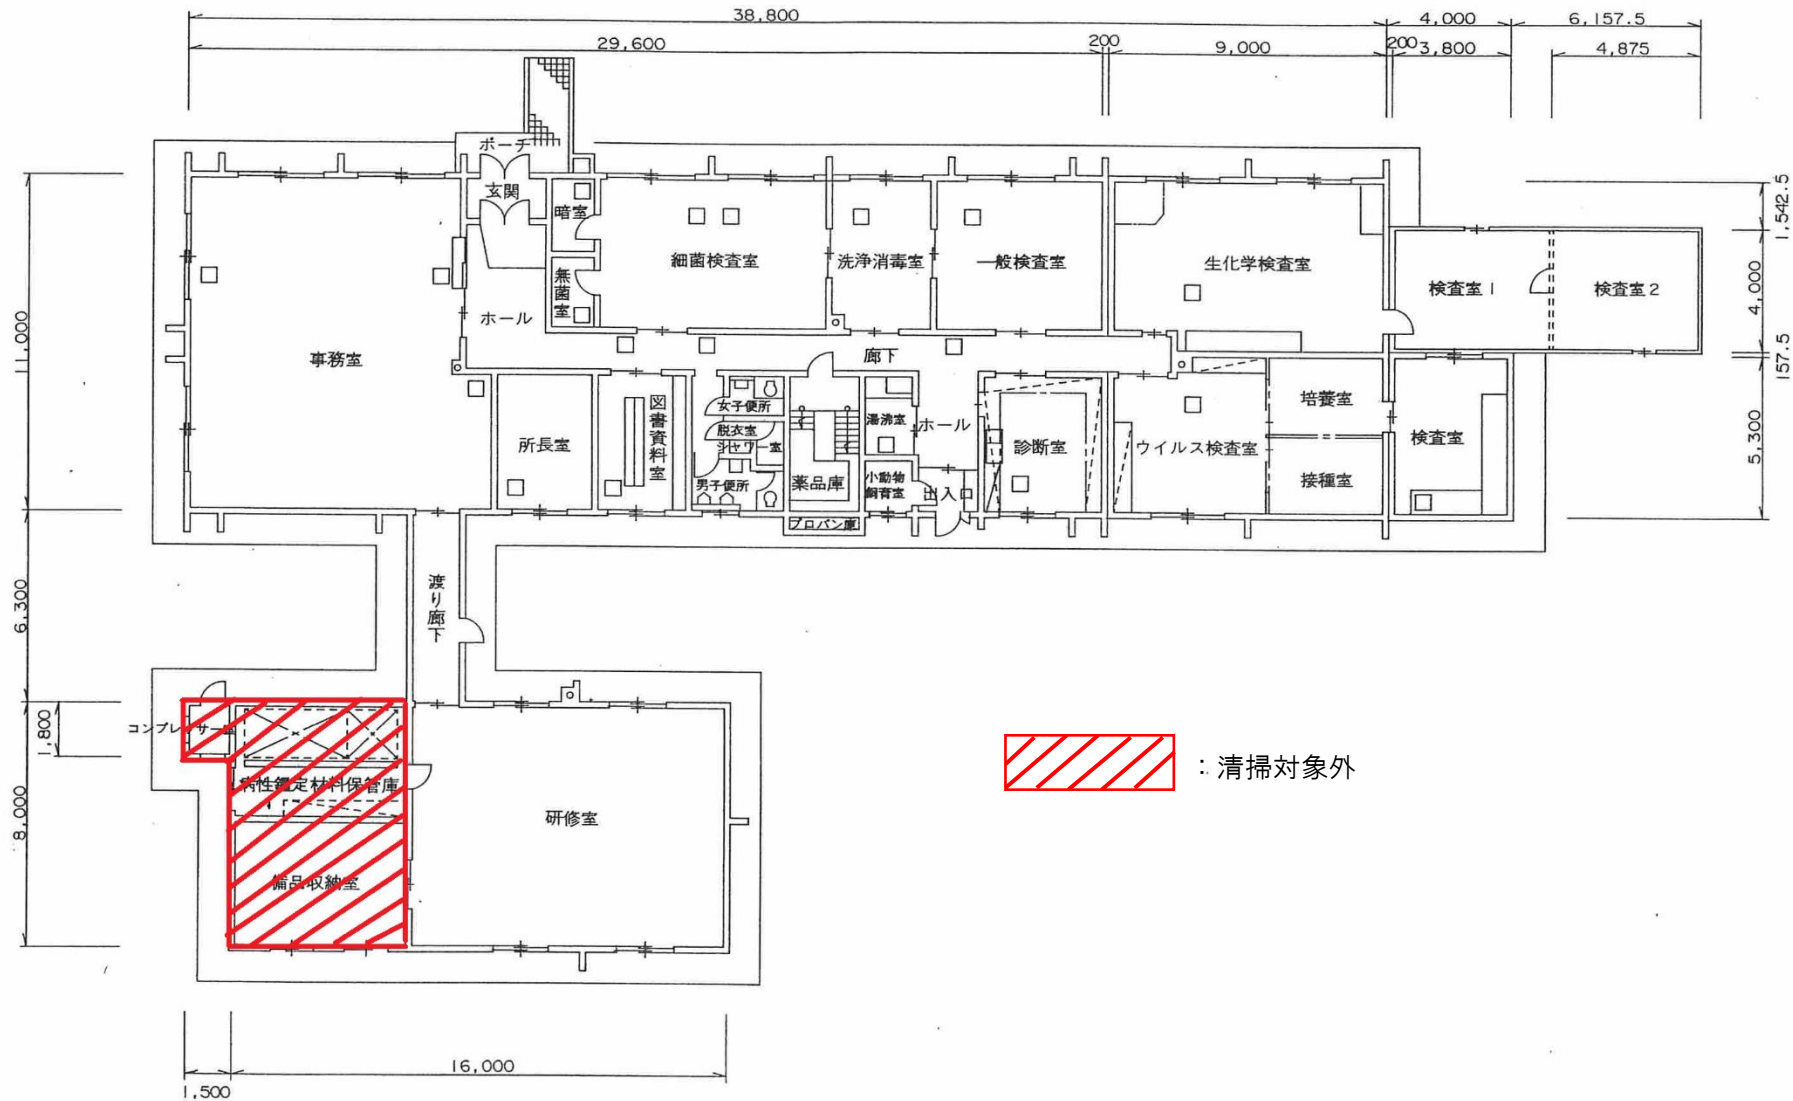 38,800
4,000
6,157.5
29,600
200
9,000
200
3,800
4,875
ポーチ
玄関
暗室
無菌室
細菌検査室
洗浄消毒室
一般検査室
生化学検査室
検査室1
検査室2
1,542.5
4,000
157.5
5,300
11,000
6,300
8,000
1,800
ホール
事務室
廊下
所長室
図書資料室
女子便所
脱衣室
シャワー室
男子便所
薬品庫
プロパン庫
湯沸室
小動物
飼育室
ホール
出入口
診断室
ウイルス検査室
培養室
接種室
検査室
渡り廊下
病性鑑定材料保管庫
備品収納室
研修室
:清掃対象外
16,000
1,500